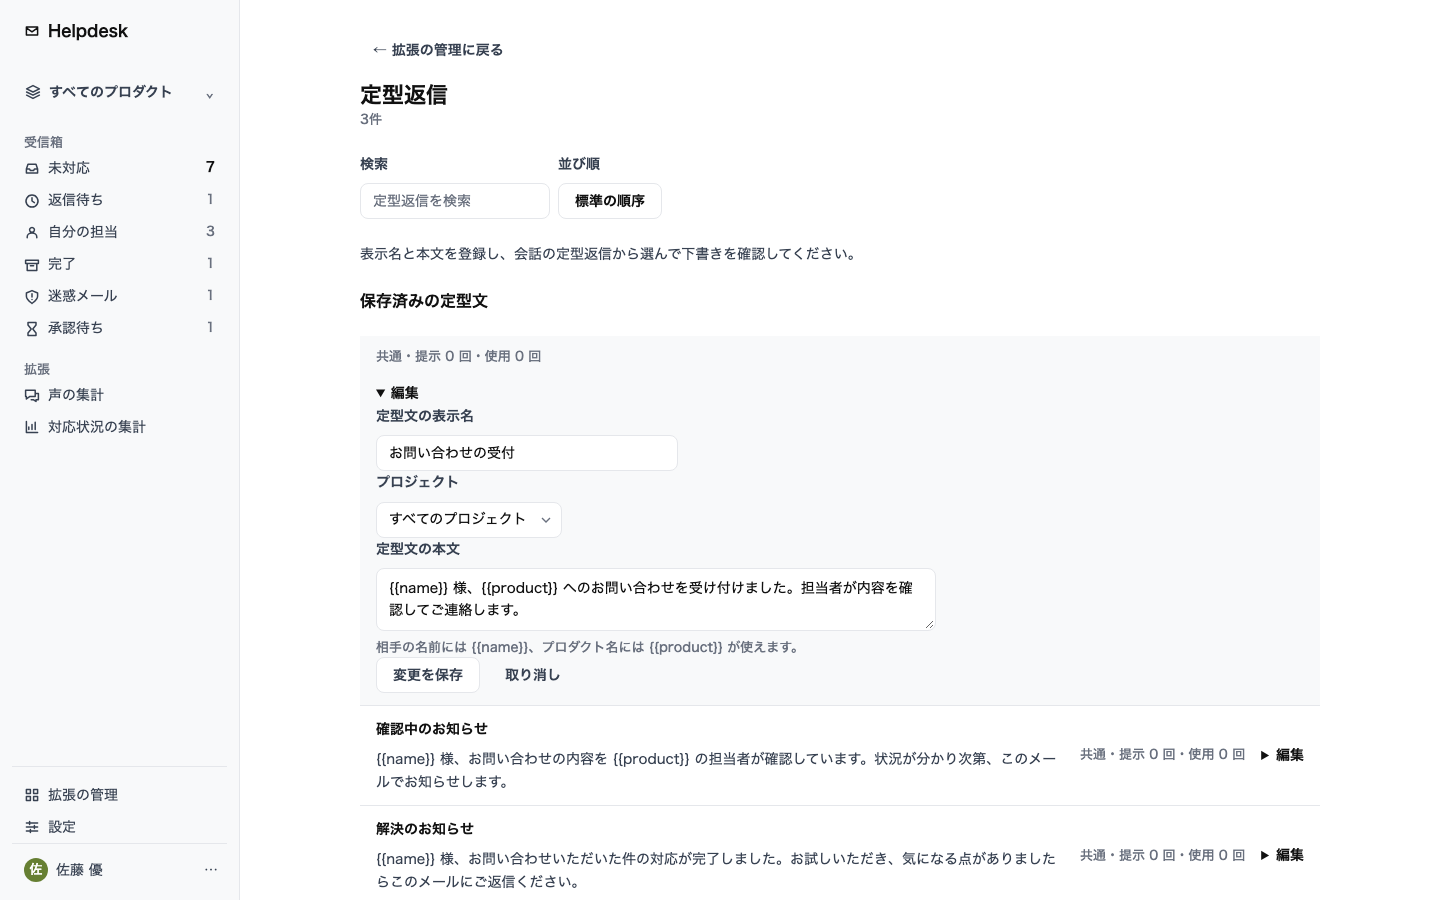 Helpdesk
すべてのプロダクト
受信箱
未対応 7
返信待ち 1
自分の担当 3
完了 1
迷惑メール 1
承認待ち 1
拡張
声の集計
対応状況の集計
拡張の管理
設定
佐 佐藤 優 …
← 拡張の管理に戻る
定型返信
3件
検索 並び順
定型返信を検索 標準の順序
表示名と本文を登録し、会話の定型返信から選んで下書きを確認してください。
保存済みの定型文
共通・提示 0 回・使用 0 回
▼ 編集
定型文の表示名
お問い合わせの受付
プロジェクト
すべてのプロジェクト
定型文の本文
{{name}} 様、{{product}} へのお問い合わせを受け付けました。担当者が内容を確
認してご連絡します。
相手の名前には {{name}}、プロダクト名には {{product}} が使えます。
変更を保存 取り消し
確認中のお知らせ
{{name}} 様、お問い合わせの内容を {{product}} の担当者が確認しています。状況が分かり次第、このメー
ルでお知らせします。
共通・提示 0 回・使用 0 回 ▶ 編集
解決のお知らせ
{{name}} 様、お問い合わせいただいた件の対応が完了しました。お試しいただき、気になる点がありました
らこのメールにご返信ください。
共通・提示 0 回・使用 0 回 ▶ 編集